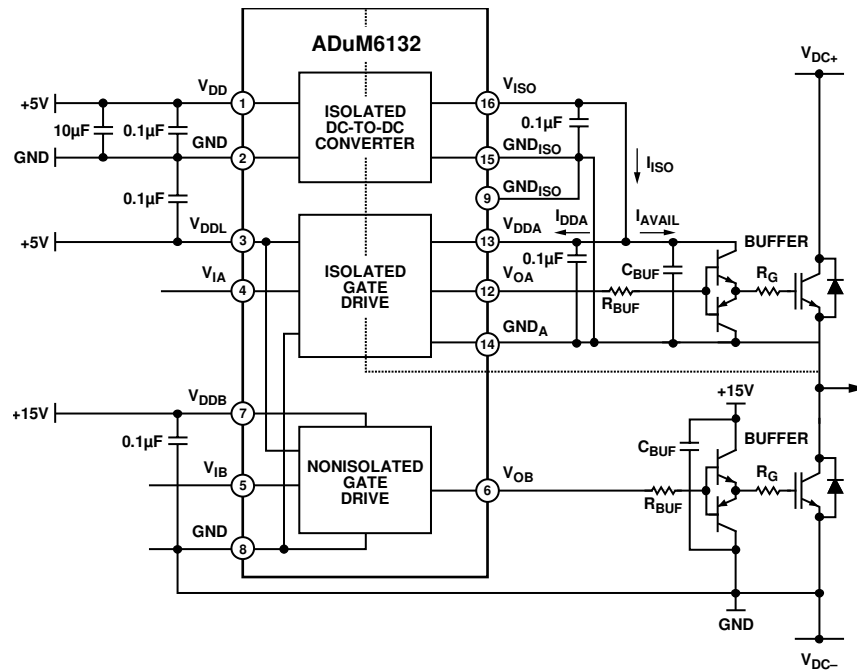 ADuM6132
V_DC+
V_DD
+5V
10µF
0.1µF
GND
GND
1
2
ISOLATED
DC-TO-DC
CONVERTER
16
V_ISO
0.1µF
15
GND_ISO
9
GND_ISO
I_ISO
0.1µF
V_DDL
+5V
3
V_IA
4
ISOLATED
GATE
DRIVE
13
V_DDA
I_DDA
I_AVAIL
BUFFER
0.1µF
C_BUF
12
V_OA
R_BUF
R_G
14
GND_A
V_DDB
+15V
7
0.1µF
V_IB
5
GND
8
NONISOLATED
GATE
DRIVE
6
V_OB
+15V
BUFFER
C_BUF
R_BUF
R_G
GND
V_DC–